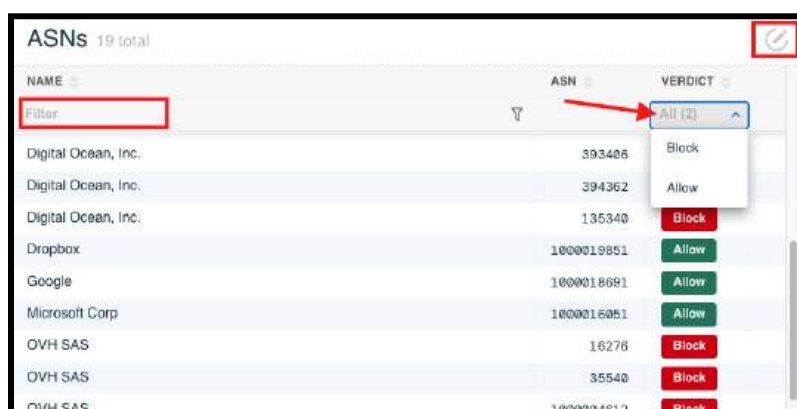 ASNs 19 total
NAME ASN VERDICT
Filter All (2)
Block
Allow
Digital Ocean, Inc. 393406
Digital Ocean, Inc. 394362
Digital Ocean, Inc. 135340 Block
Dropbox 1000019851 Allow
Google 1000018691 Allow
Microsoft Corp 1000016051 Allow
OVH SAS 16276 Block
OVH SAS 35540 Block
OVH SAS Block